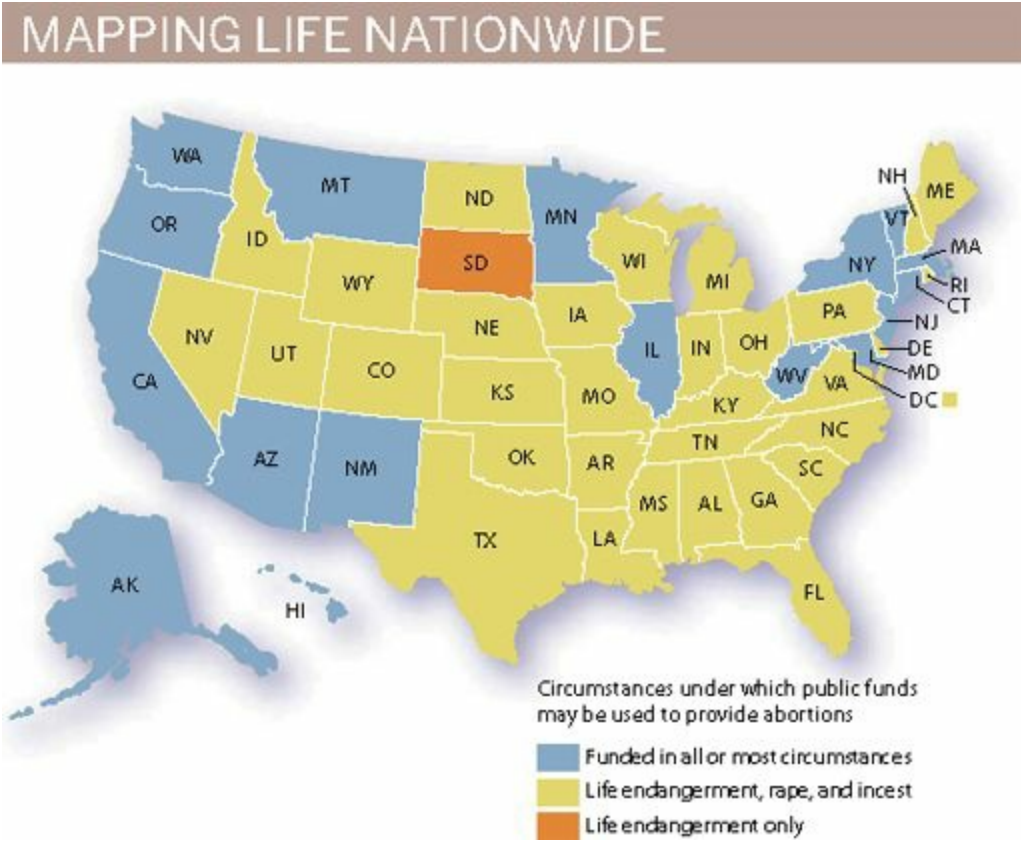 MAPPING LIFE NATIONWIDE
WA
MT
ND
MN
NH
ME
OR
ID
SD
WI
VT
MA
WY
MI
NY
RI
CT
NV
NE
IA
PA
NJ
UT
CO
IL
IN
OH
DE
CA
KS
MO
WV
VA
MD
DC
KY
AZ
NM
OK
AR
TN
NC
SC
MS
AL
GA
TX
LA
AK
HI
FL
Circumstances under which public funds
may be used to provide abortions
Funded in all or most circumstances
Life endangerment, rape, and incest
Life endangerment only